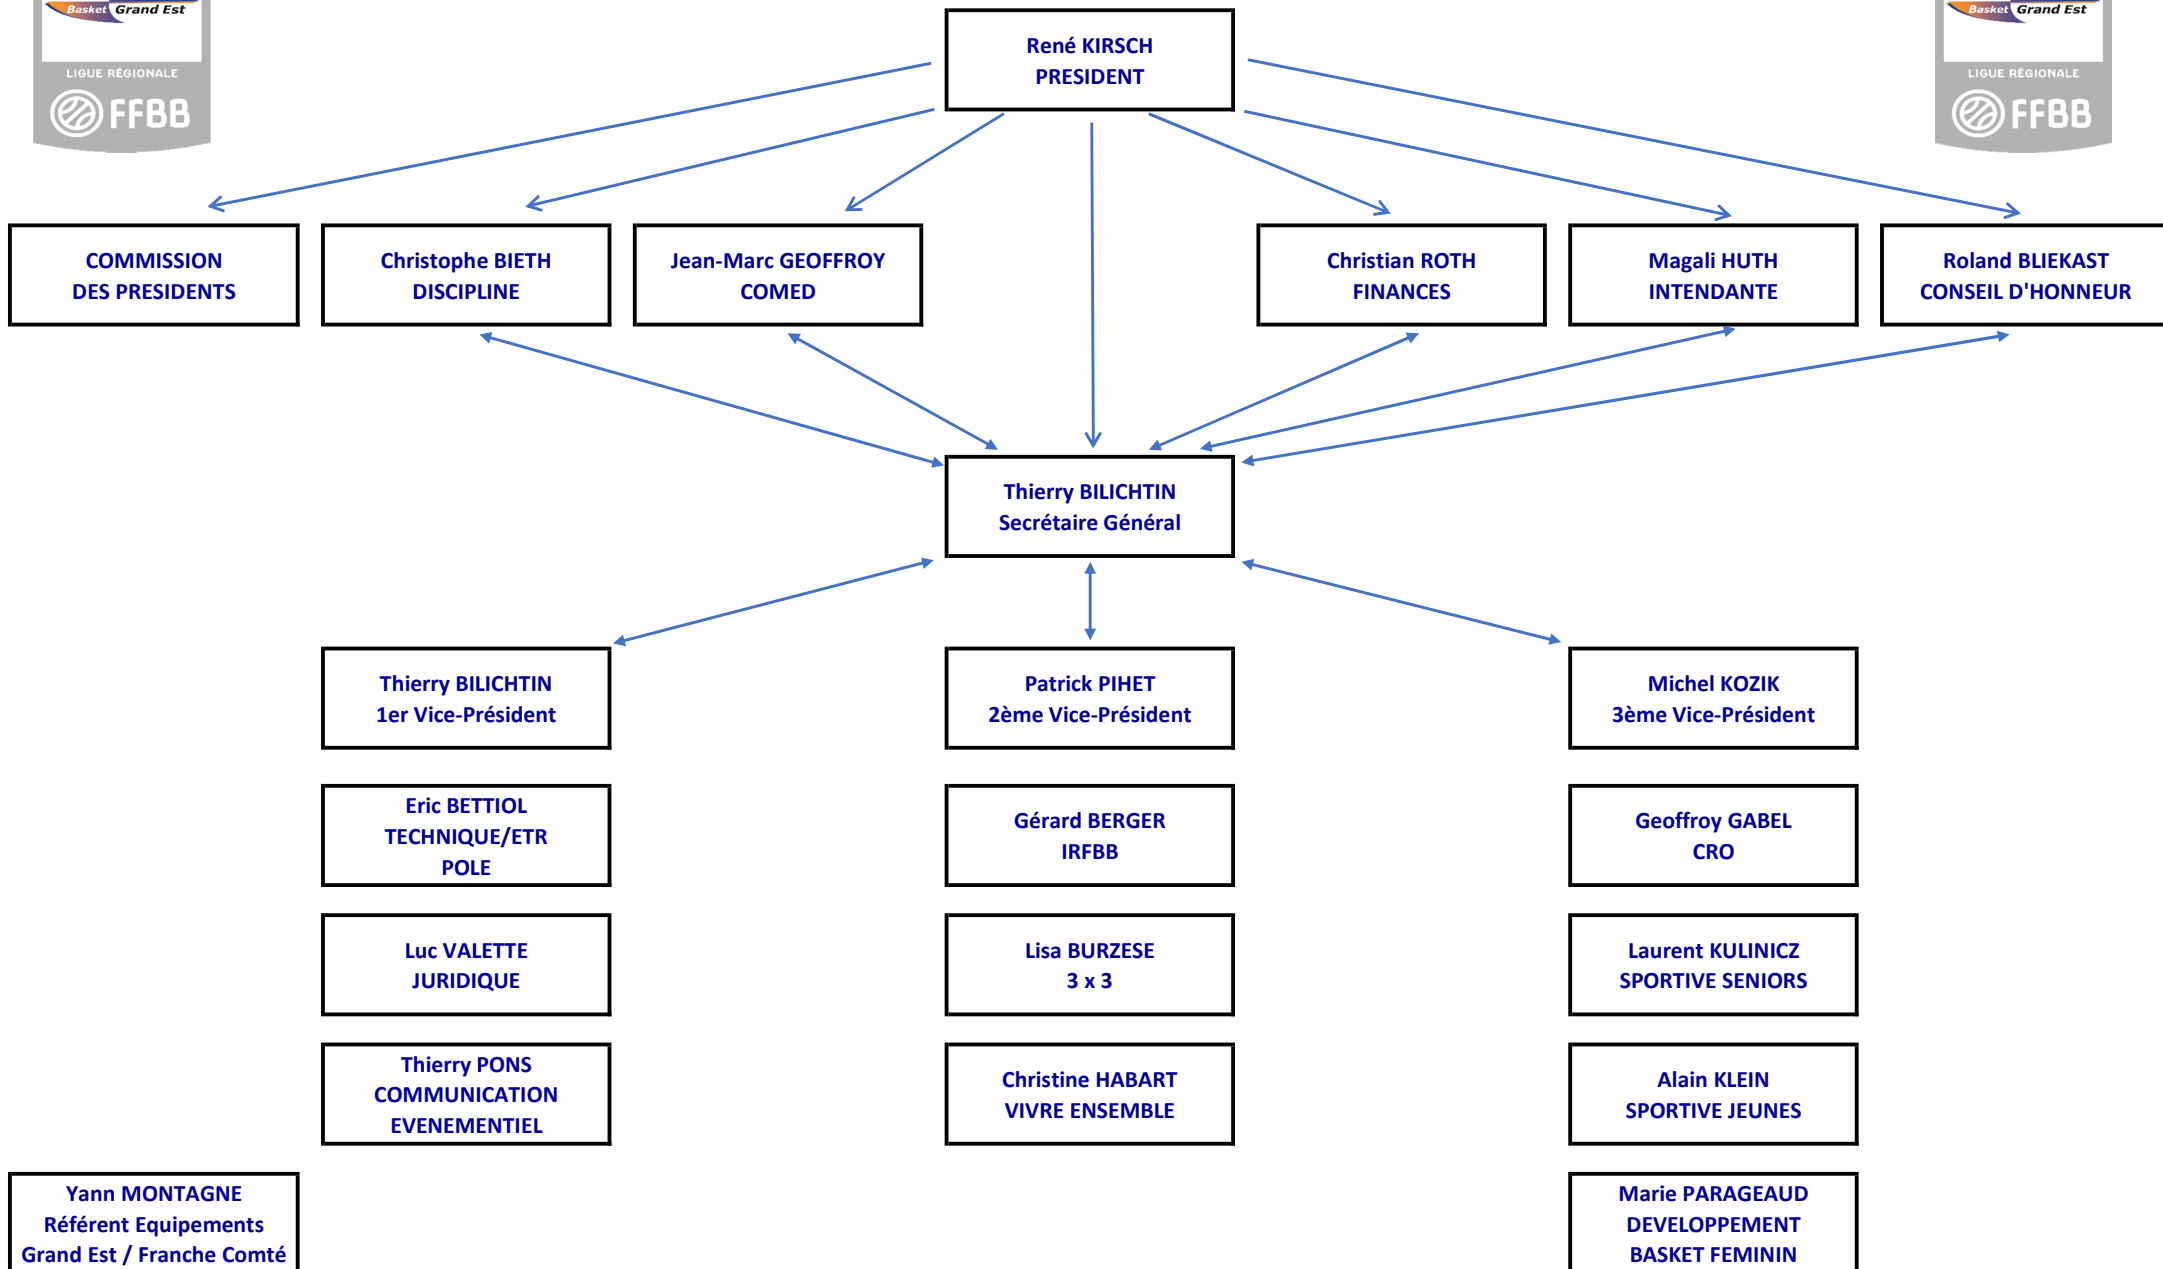 Basket Grand Est
LIGUE RÉGIONALE
FFBB
Basket Grand Est
LIGUE RÉGIONALE
FFBB
René KIRSCH
PRESIDENT
COMMISSION
DES PRESIDENTS
Christophe BIETH
DISCIPLINE
Jean-Marc GEOFFROY
COMED
Christian ROTH
FINANCES
Magali HUTH
INTENDANTE
Roland BLIEKAST
CONSEIL D'HONNEUR
Thierry BILICHTIN
Secrétaire Général
Thierry BILICHTIN
1er Vice-Président
Patrick PIHET
2ème Vice-Président
Michel KOZIK
3ème Vice-Président
Eric BETTIOL
TECHNIQUE/ETR
POLE
Gérard BERGER
IRFBB
Geoffroy GABEL
CRO
Luc VALETTE
JURIDIQUE
Lisa BURZESE
3 x 3
Laurent KULINICZ
SPORTIVE SENIORS
Thierry PONS
COMMUNICATION
EVENEMENTIEL
Christine HABART
VIVRE ENSEMBLE
Alain KLEIN
SPORTIVE JEUNES
Yann MONTAGNE
Référent Equipements
Grand Est / Franche Comté
Marie PARAGEAUD
DEVELOPPEMENT
BASKET FEMININ